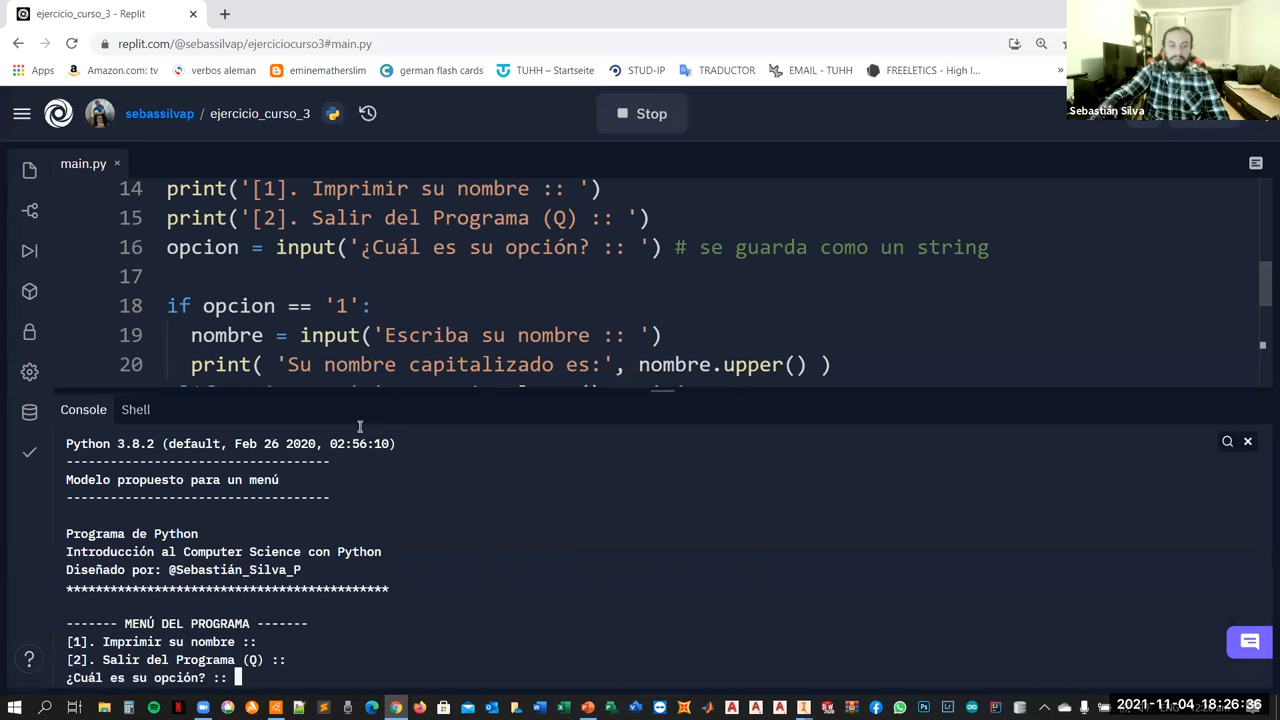 ejercicio_curso_3 - Replit
replit.com/@sebassilvap/ejerciciocurso3#main.py
Apps Amazon.com: tv verbos aleman eminematherslim german flash cards TUHH – Startseite STUD-IP TRADUCTOR EMAIL - TUHH FREELETICS - High I... »
Sebastián Silva
sebassilvap / ejercicio_curso_3 Stop
main.py
14 print('[1]. Imprimir su nombre :: ')
15 print('[2]. Salir del Programa (Q) :: ')
16 opcion = input('¿Cuál es su opción? :: ') # se guarda como un string
17
18 if opcion == '1':
19 nombre = input('Escriba su nombre :: ')
20 print( 'Su nombre capitalizado es:', nombre.upper() )
Console Shell
Python 3.8.2 (default, Feb 26 2020, 02:56:10)
-----------------------------------
Modelo propuesto para un menú
-----------------------------------
Programa de Python
Introducción al Computer Science con Python
Diseñado por: @Sebastián_Silva_P
*******************************************
------- MENÚ DEL PROGRAMA -------
[1]. Imprimir su nombre ::
[2]. Salir del Programa (Q) ::
¿Cuál es su opción? ::
2021-11-04 18:26:36